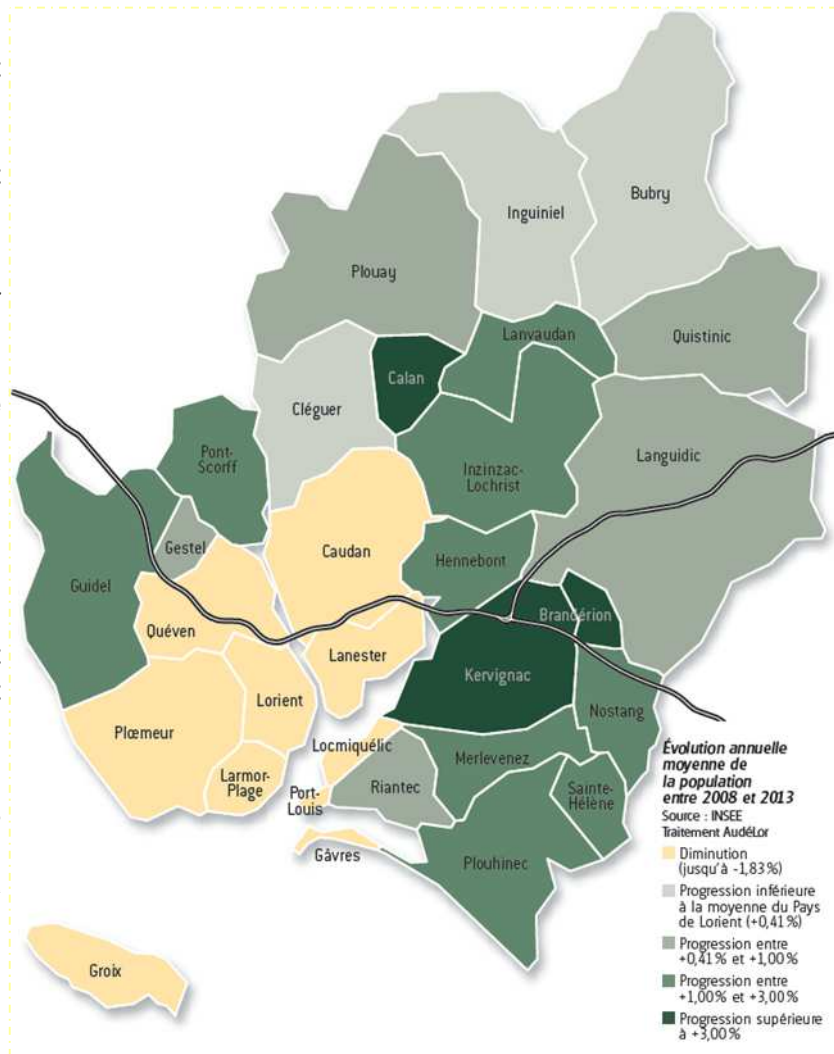 Bubry
Inguiniel
Plouay
Lanvaudan
Quistinic
Calan
Cléguer
Pont-
Scorff
Inzinzac-
Lochrist
Languidic
Gestel
Caudan
Hennebont
Guidel
Quéven
Brandérion
Lanester
Kervignac
Lorient
Nostang
Plœmeur
Locmiquélic
Merlevenez
Larmor-
Plage
Port-
Louis
Riantec
Sainte-
Hélène
Gâvres
Plouhinec
Groix
Évolution annuelle
moyenne de
la population
entre 2008 et 2013
Source : INSEE
Traitement AudéLor
Diminution
(jusqu'à -1,83%)
Progression inférieure
à la moyenne du Pays
de Lorient (+0,41%)
Progression entre
+0,41% et +1,00%
Progression entre
+1,00% et +3,00%
Progression supérieure
à +3,00%